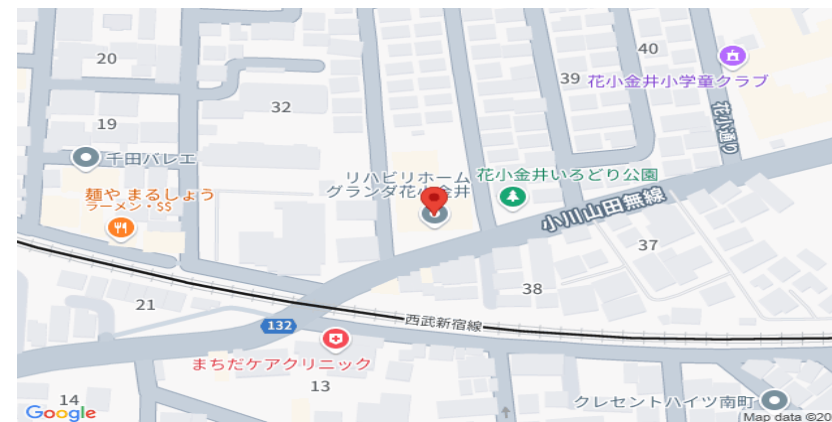 20
40
39
花小金井小学童クラブ
32
花小通り
19
千田バレエ
リハビリホーム
グランダ花小金井
花小金井いろどり公園
麺や まるしょう
ラーメン・$$
小川山田無線
37
38
21
132
西武新宿線
まちだケアクリニック
13
14
クレセントハイツ南町
Google
Map data ©20